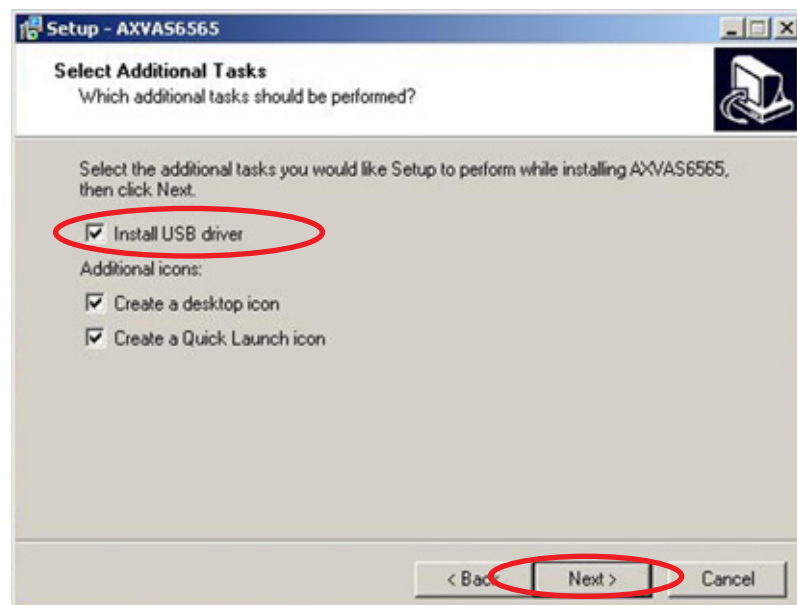 Setup - AXVAS6565
Select Additional Tasks
Which additional tasks should be performed?
Select the additional tasks you would like Setup to perform while installing AXVAS6565,
then click Next.
Install USB driver
Additional icons:
Create a desktop icon
Create a Quick Launch icon
< Back Next > Cancel